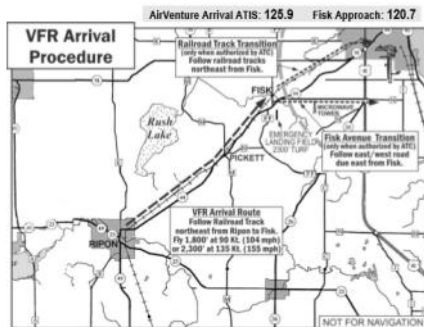 AirVenture Arrival ATIS: 125.9 Fisk Approach: 120.7
VFR Arrival
Procedure
Railroad Track Transition
(only when authorized by ATC)
Follow railroad tracks
northeast from Fisk.
FISK
MICROWAVE
TOWER
Rush
Lake
EMERGENCY
LANDING FIELD
2300' TURF
Fisk Avenue Transition
(only when authorized by ATC)
Follow east/west road
due east from Fisk.
PICKETT
VFR Arrival Route
Follow Railroad Track
northeast from Ripon to Fisk.
Fly 1,800' at 90 Kt. (104 mph)
or 2,300' at 135 Kt. (155 mph)
RIPON
NOT FOR NAVIGATION